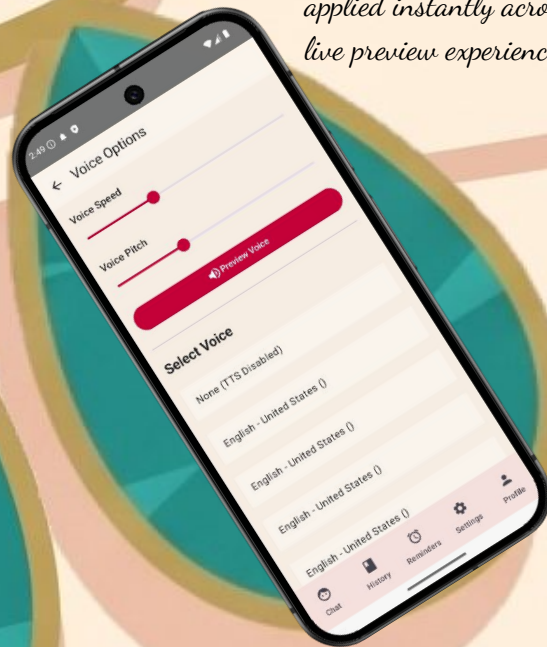 applied instantly acro
live preview experienc
2:49
Voice Options
Voice Speed
Voice Pitch
Preview Voice
Select Voice
None (TTS Disabled)
English - United States ()
English - United States ()
English - United States ()
English - United States ()
Chat
History
Reminders
Settings
Profile